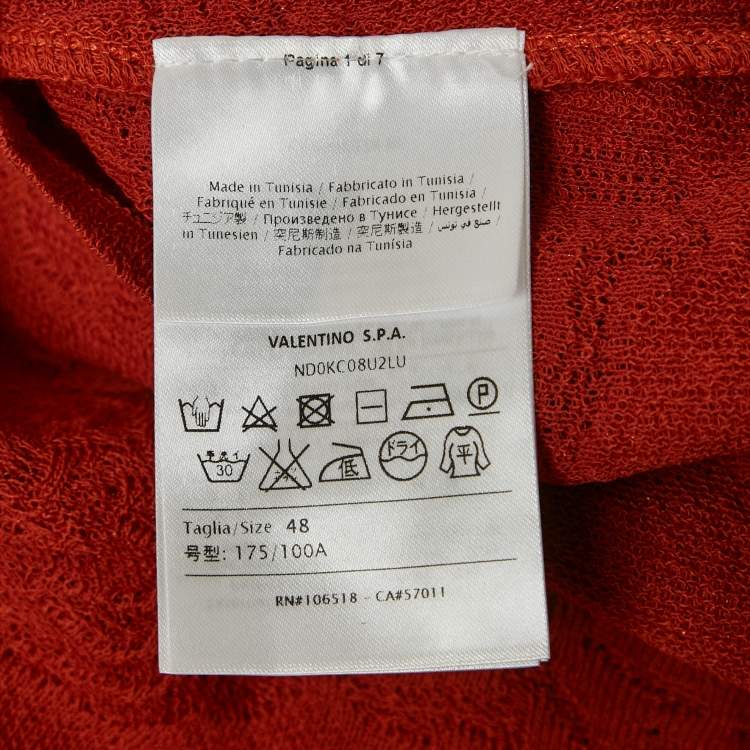 Pagina 1 di 7
Made in Tunisia / Fabbricato in Tunisia /
Fabriqué en Tunisie / Fabricado en Tunisia /
チュニジア製 / Произведено в Тунисе / Hergestellt
in Tunesien / 突尼斯制造 / 突尼斯製造 / صنع في تونس /
Fabricado na Tunísia
VALENTINO S.P.A.
ND0KC08U2LU
P
手洗イ 30 低 ドライ 平
Taglia/Size 48
号型: 175/100A
RN#106518 - CA#57011